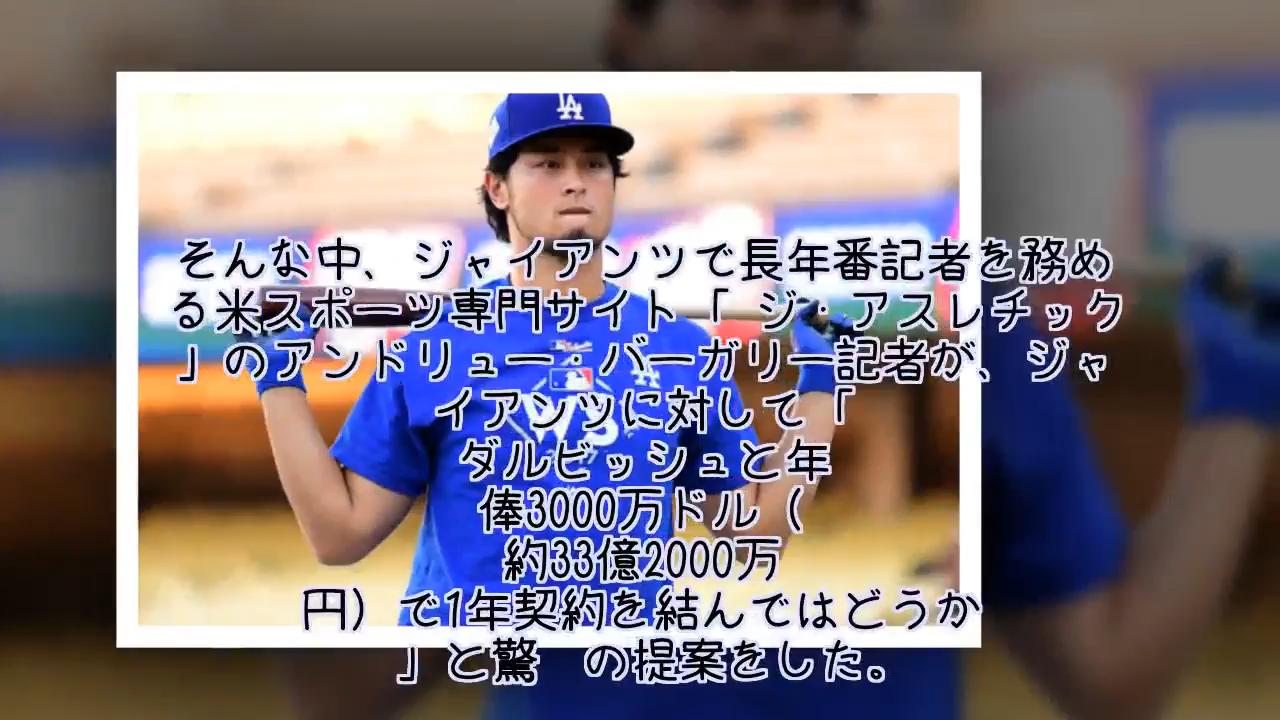 LA
そんな中、ジャイアンツで長年番記者を務め
る米スポーツ専門サイト「 ジ・アスレチック
」のアンドリュー・バーガリー記者が、ジャ
イアンツに対して「
ダルビッシュと年
俸3000万ドル（
約33億2000万
円）で1年契約を結んではどうか
」と驚　の提案をした。
LA
WS